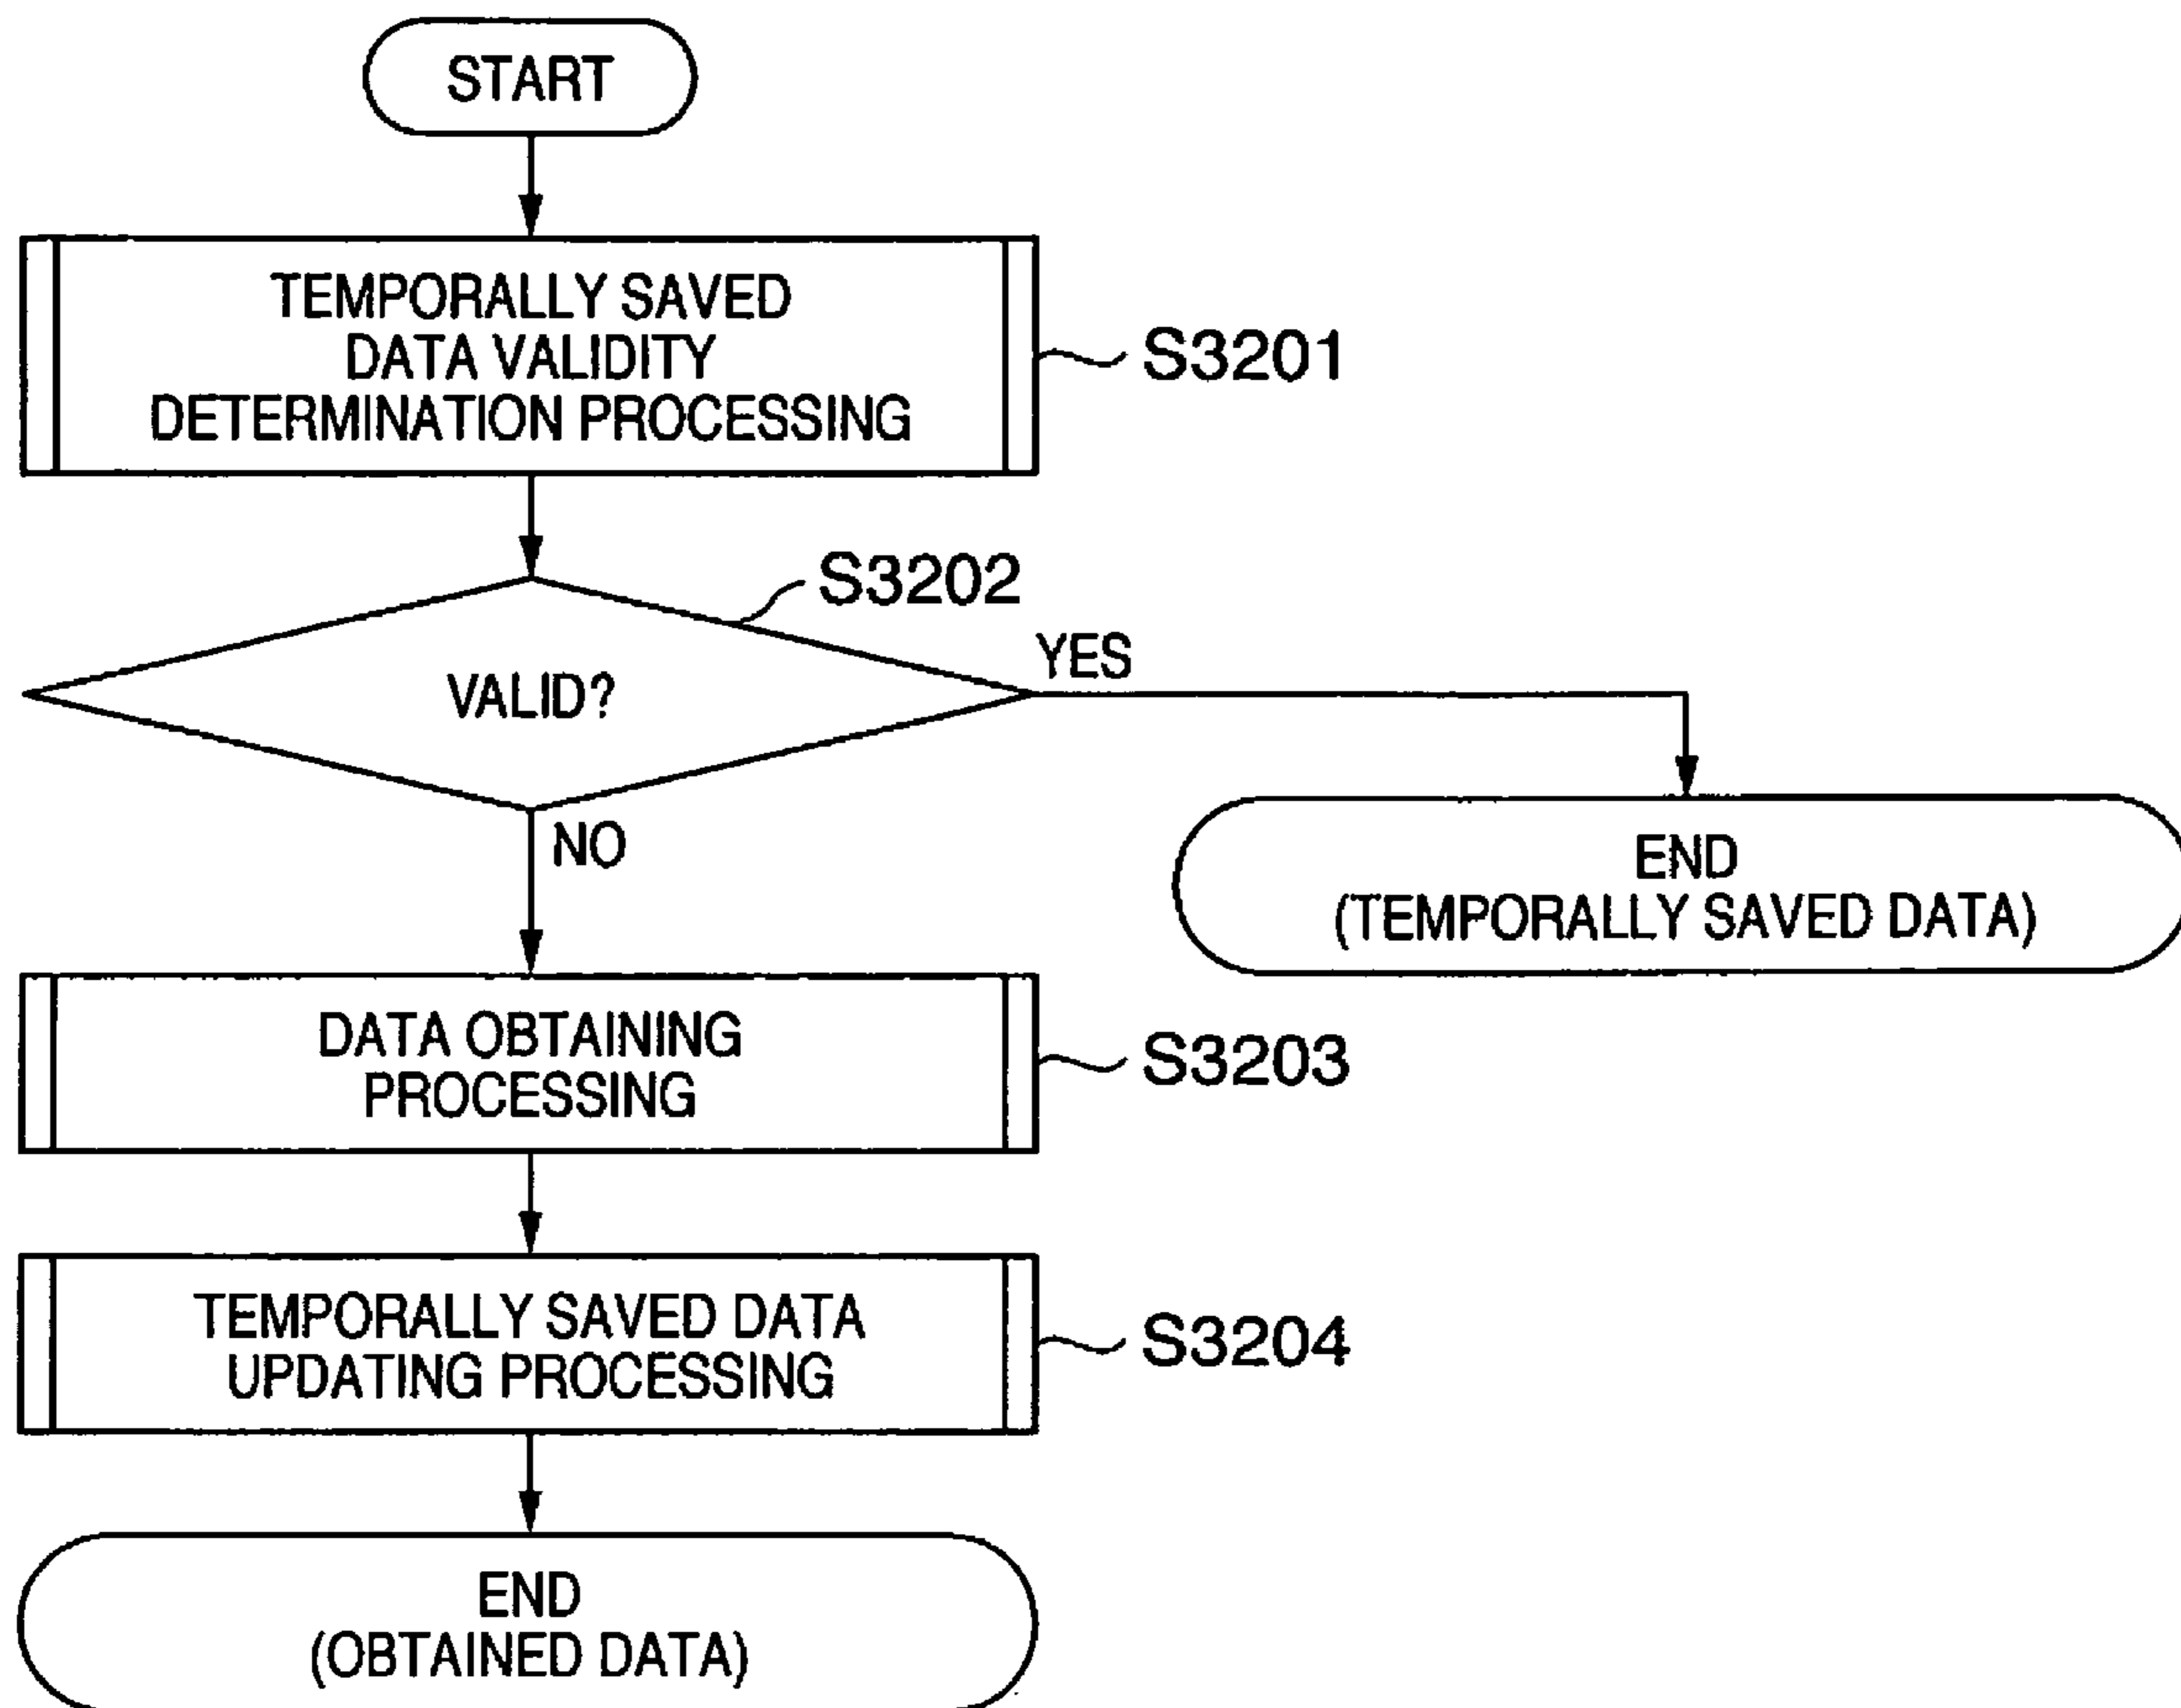 START
TEMPORALLY SAVED
DATA VALIDITY
DETERMINATION PROCESSING
S3201
S3202
VALID?
YES
NO
END
(TEMPORALLY SAVED DATA)
DATA OBTAINING
PROCESSING
S3203
TEMPORALLY SAVED DATA
UPDATING PROCESSING
S3204
END
(OBTAINED DATA)